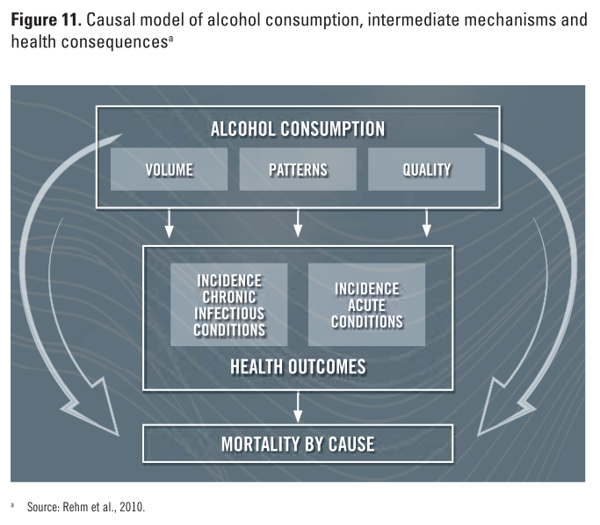 Figure 11. Causal model of alcohol consumption, intermediate mechanisms and
health consequencesᵃ
ALCOHOL CONSUMPTION
VOLUME
PATTERNS
QUALITY
INCIDENCE
CHRONIC
INFECTIOUS
CONDITIONS
INCIDENCE
ACUTE
CONDITIONS
HEALTH OUTCOMES
MORTALITY BY CAUSE
ᵃ Source: Rehm et al., 2010.